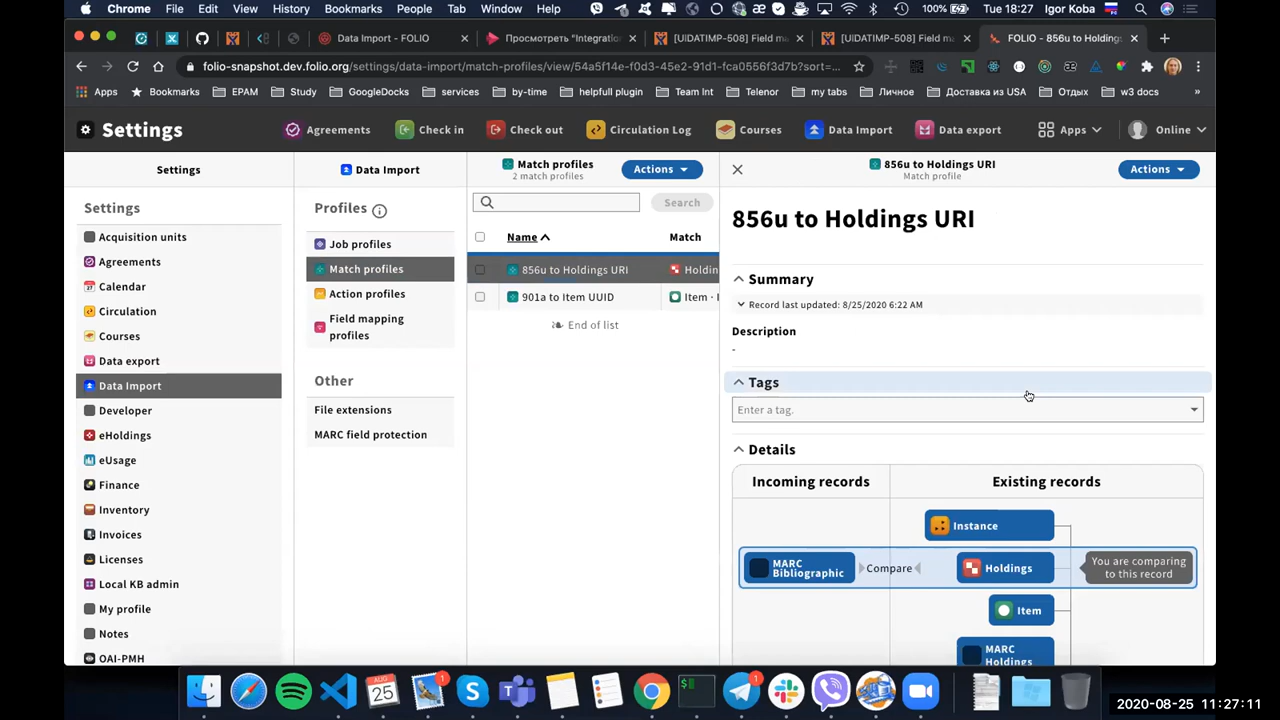 Chrome File Edit View History Bookmarks People Tab Window Help 100% Tue 18:27 Igor Koba
Data Import - FOLIO
Просмотреть "Integration
[UIDATIMP-508] Field ma
[UIDATIMP-508] Field ma
FOLIO - 856u to Holdings
folio-snapshot.dev.folio.org/settings/data-import/match-profiles/view/54a5f14e-f0d3-45e2-91d1-fca0556f3d7b?sort=...
Apps Bookmarks EPAM Study GoogleDocks services by-time helpfull plugin Team Int Telenor my tabs Личное Доставка из USA Отдых w3 docs »
Settings Agreements Check in Check out Circulation Log Courses Data Import Data export Apps Online
Settings
Data Import
Match profiles
2 match profiles
Actions
856u to Holdings URI
Match profile
Actions
Settings
Acquisition units
Agreements
Calendar
Circulation
Courses
Data export
Data Import
Developer
eHoldings
eUsage
Finance
Inventory
Invoices
Licenses
Local KB admin
My profile
Notes
OAI-PMH
Profiles
Job profiles
Match profiles
Action profiles
Field mapping
profiles
Other
File extensions
MARC field protection
Search
Name Match
856u to Holdings URI Holdin
901a to Item UUID Item · I
End of list
856u to Holdings URI
Summary
Record last updated: 8/25/2020 6:22 AM
Description
-
Tags
Enter a tag.
Details
Incoming records Existing records
Instance
MARC
Bibliographic
Compare
Holdings
You are comparing
to this record
Item
MARC
Holdings
AUG
25
1
1
2020-08-25 11:27:11